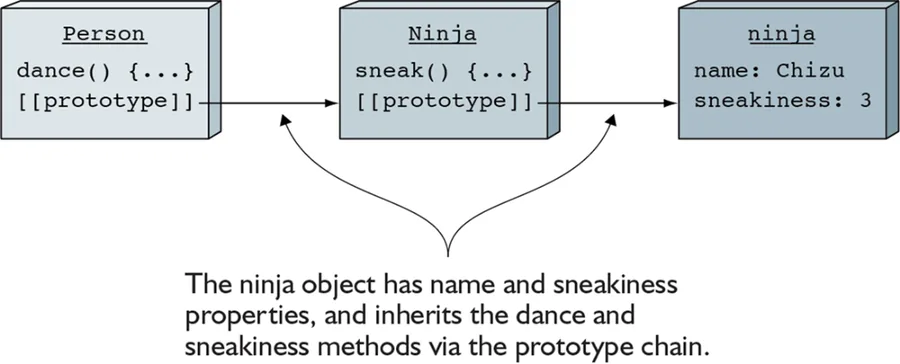 Person
dance() {...}
[[prototype]]
Ninja
sneak() {...}
[[prototype]]
ninja
name: Chizu
sneakiness: 3
The ninja object has name and sneakiness
properties, and inherits the dance and
sneakiness methods via the prototype chain.